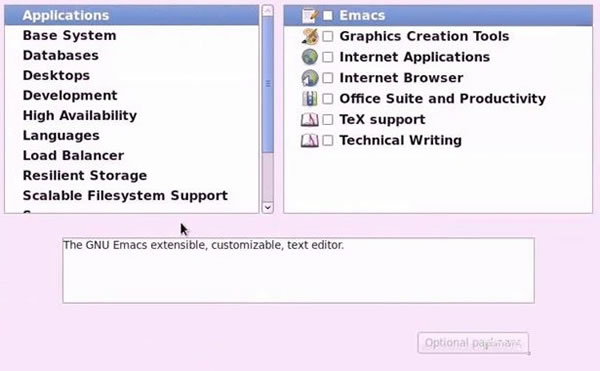 Applications
Base System
Databases
Desktops
Development
High Availability
Languages
Load Balancer
Resilient Storage
Scalable Filesystem Support
Emacs
Graphics Creation Tools
Internet Applications
Internet Browser
Office Suite and Productivity
TeX support
Technical Writing
The GNU Emacs extensible, customizable, text editor.
Optional